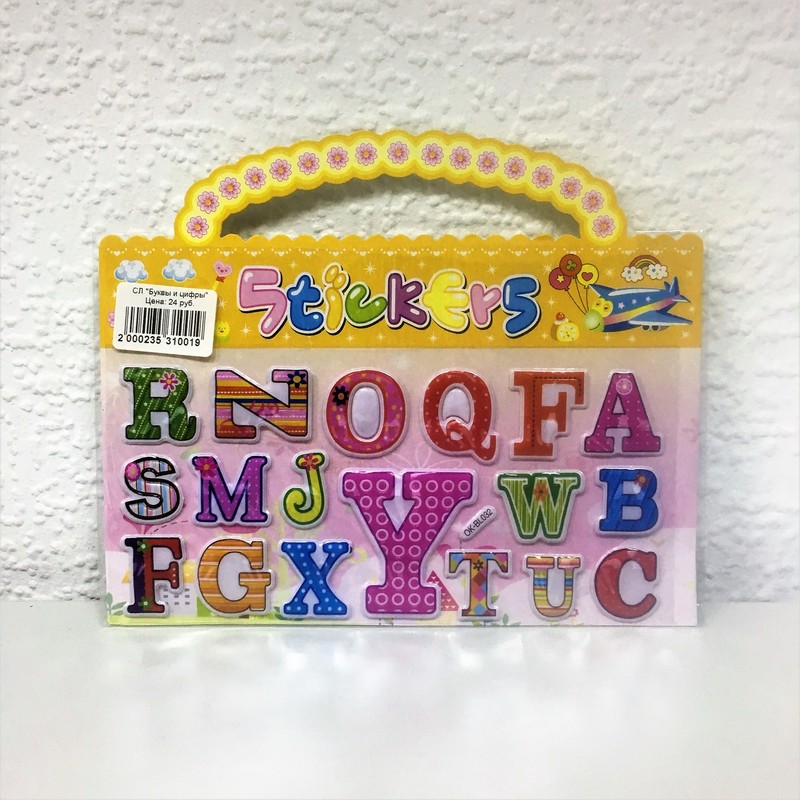 StickErs
СЛ "Буквы и цифры"
Цена: 24 руб.
2 000235 310019
R N O Q F A
S M J Y W B
OK-BL032
F G X T U C